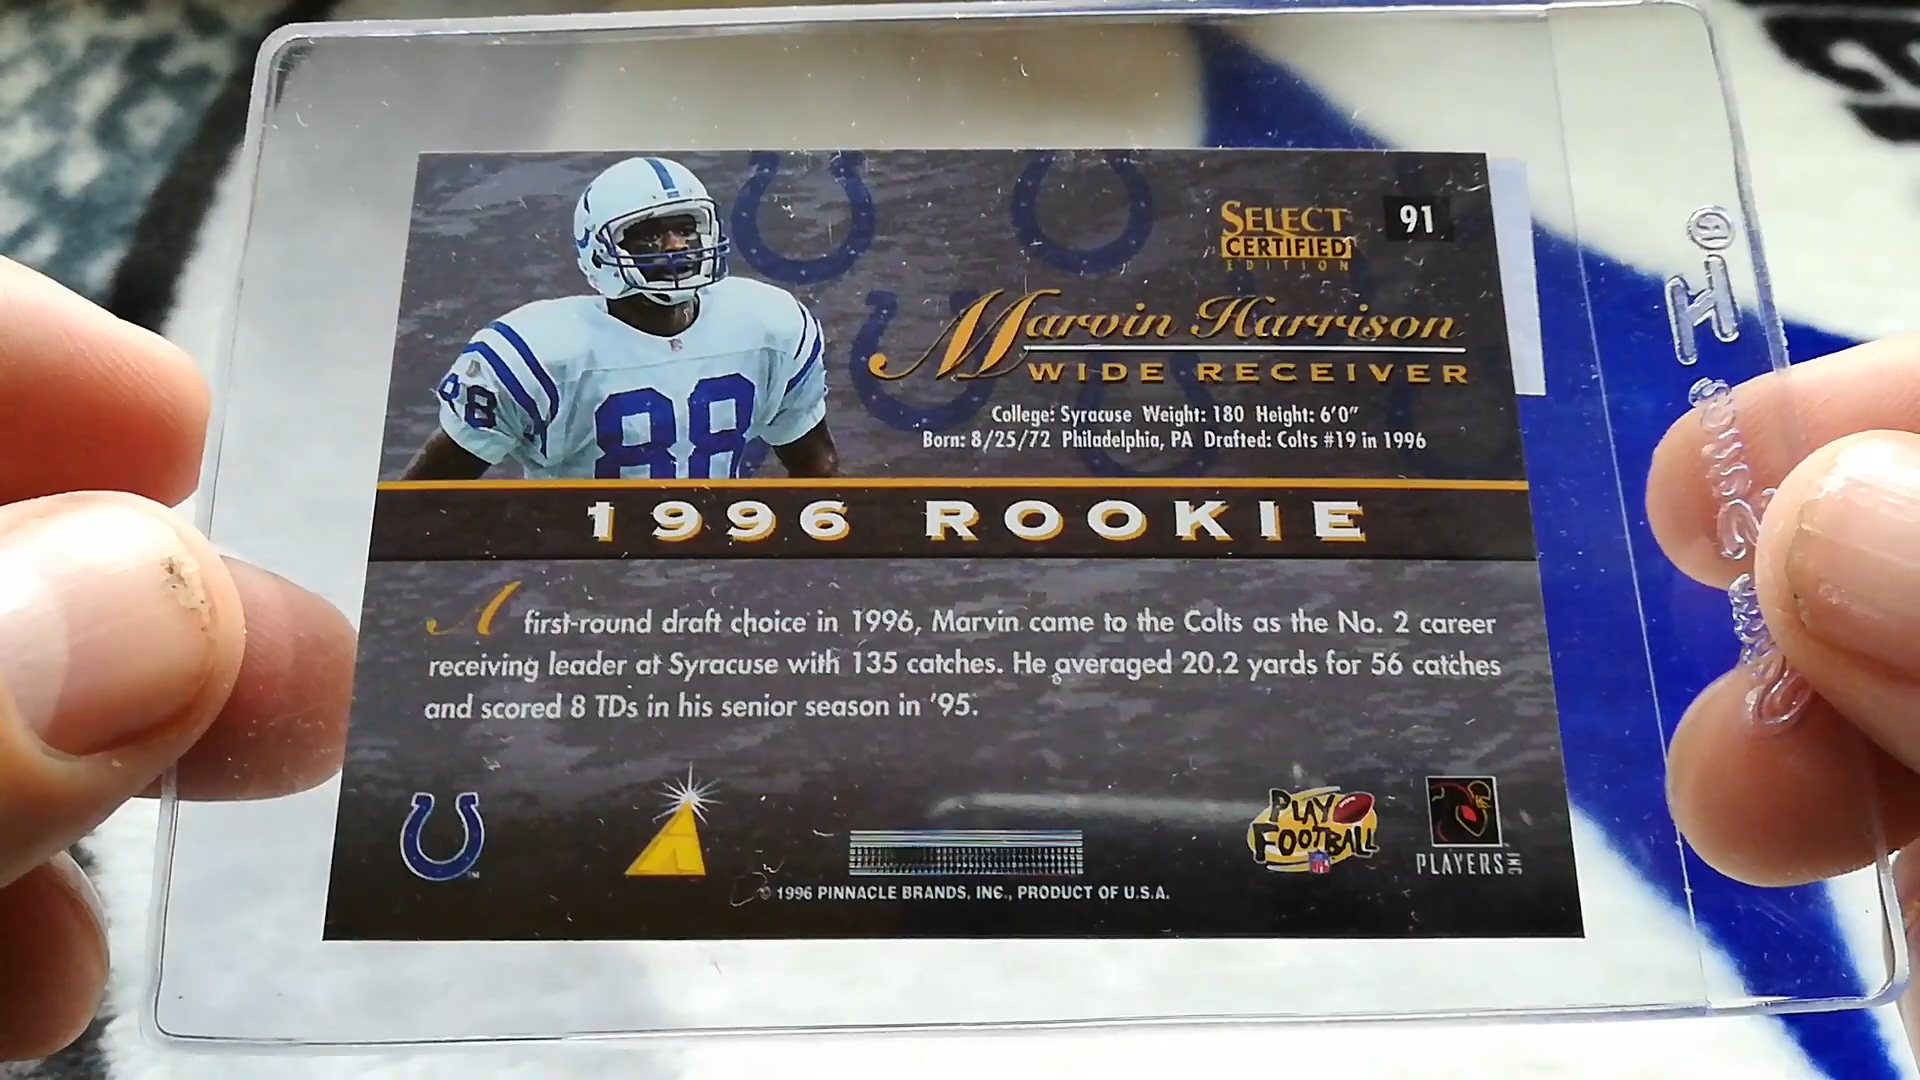 SELECT
CERTIFIED
EDITION
91
Marvin Harrison
WIDE RECEIVER
College: Syracuse Weight: 180 Height: 6'0"
Born: 8/25/72 Philadelphia, PA Drafted: Colts #19 in 1996
88
88
1996 ROOKIE
A first-round draft choice in 1996, Marvin came to the Colts as the No. 2 career
receiving leader at Syracuse with 135 catches. He averaged 20.2 yards for 56 catches
and scored 8 TDs in his senior season in '95.
TM
PLAY
FOOTBALL
NFL
PLAYERS INC
© 1996 PINNACLE BRANDS, INC., PRODUCT OF U.S.A.